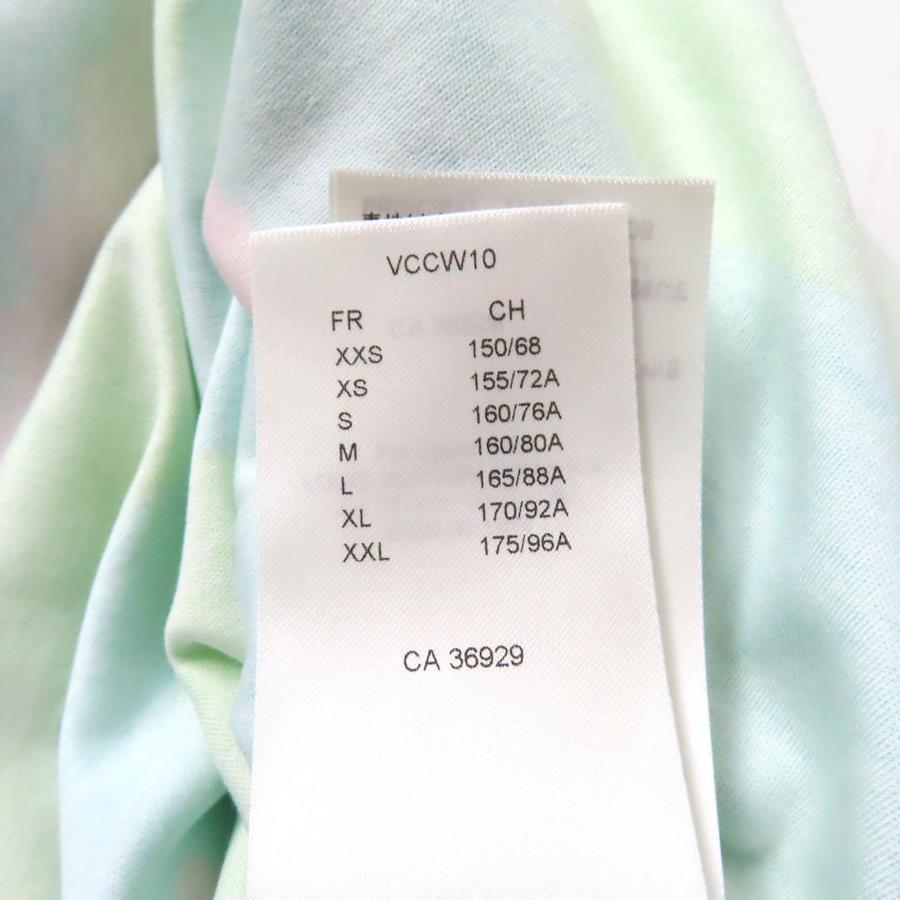 VCCW10
FR CH
XXS 150/68
XS 155/72A
S 160/76A
M 160/80A
L 165/88A
XL 170/92A
XXL 175/96A
CA 36929